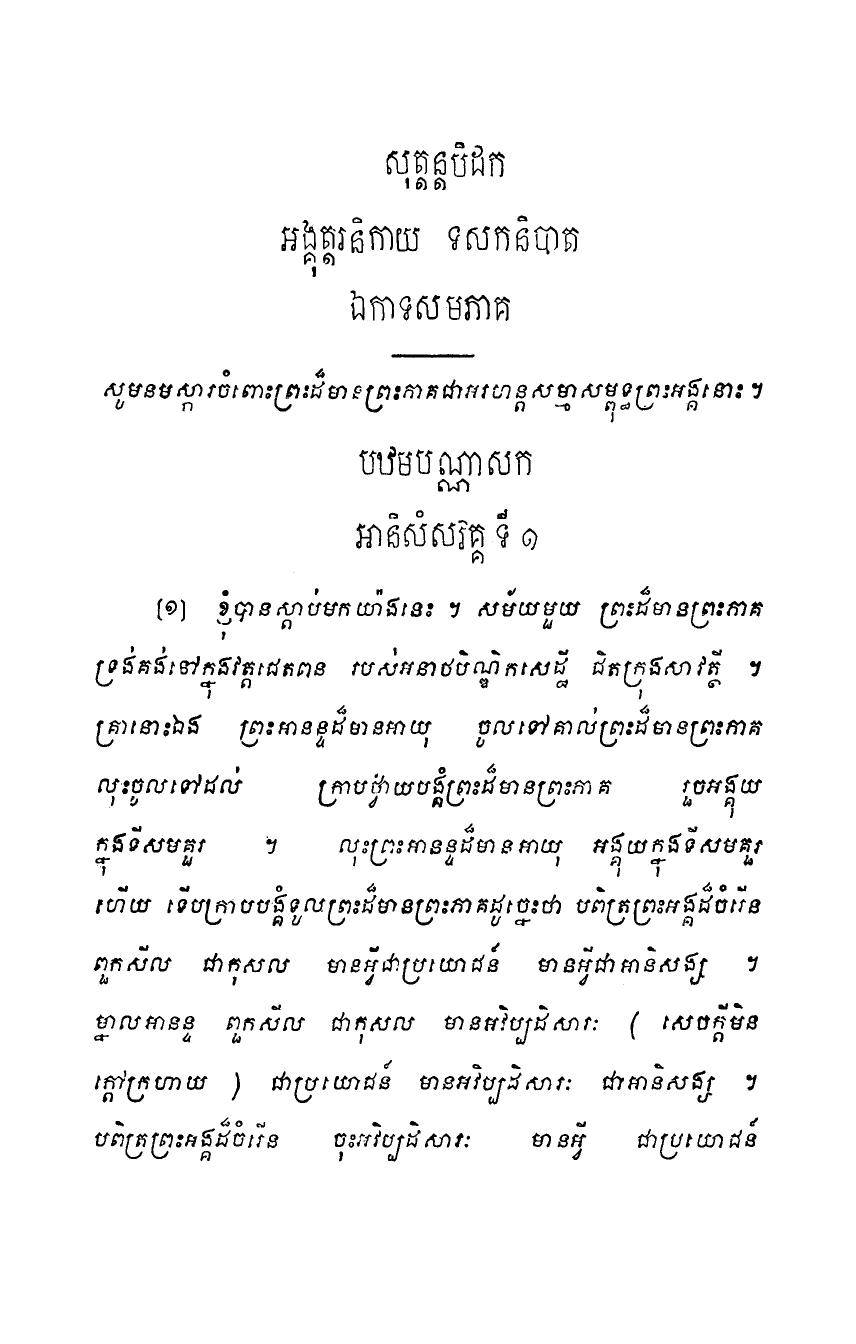 សុត្តន្តបិដក
អង្គុត្តរនិកាយ ទសកនិបាត
ឯកាទសមភាគ
សូមនមស្ការចំពោះព្រះដ៏មានព្រះភាគជាអរហន្តសម្មាសម្ពុទ្ធព្រះអង្គនោះ ។
បឋមបណ្ណាសក
អានិសំសវគ្គ ទី ១
[១] ខ្ញុំបានស្តាប់មកយ៉ាងនេះ ។ សម័យមួយ ព្រះដ៏មានព្រះភាគ
ទ្រង់គង់នៅក្នុងវត្តជេតពន របស់អនាថបិណ្ឌិកសេដ្ឋី ជិតក្រុងសាវត្ថី ។
គ្រានោះឯង ព្រះអានន្ទដ៏មានអាយុ ចូលទៅគាល់ព្រះដ៏មានព្រះភាគ
លុះចូលទៅដល់ ក្រាបថ្វាយបង្គំព្រះដ៏មានព្រះភាគ រួចអង្គុយ
ក្នុងទីសមគួរ ។ លុះព្រះអានន្ទដ៏មានអាយុ អង្គុយក្នុងទីសមគួរ
ហើយ ទើបក្រាបបង្គំទូលព្រះដ៏មានព្រះភាគដូច្នេះថា បពិត្រព្រះអង្គដ៏ចំរើន
ពួកសីល ជាកុសល មានអ្វីជាប្រយោជន៍ មានអ្វីជាអានិសង្ស ។
ម្នាលអានន្ទ ពួកសីល ជាកុសល មានអវិប្បដិសារៈ ( សេចក្តីមិន
ក្តៅក្រហាយ ) ជាប្រយោជន៍ មានអវិប្បដិសារៈ ជាអានិសង្ស ។
បពិត្រព្រះអង្គដ៏ចំរើន ចុះអវិប្បដិសារៈ មានអ្វី ជាប្រយោជន៍